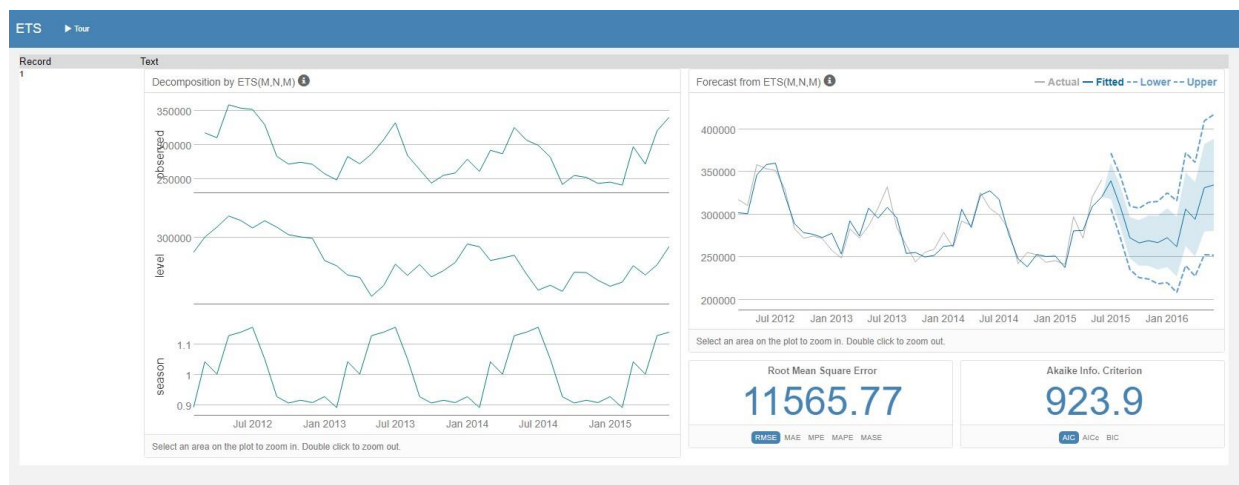 ETS ▶ Tour
Record Text
1
Decomposition by ETS(M,N,M)
350000
300000
250000
observed
300000
level
1.1
1
0.9
season
Jul 2012 Jan 2013 Jul 2013 Jan 2014 Jul 2014 Jan 2015
Select an area on the plot to zoom in. Double click to zoom out.
Forecast from ETS(M,N,M)
Actual Fitted Lower Upper
400000
350000
300000
250000
200000
Jul 2012 Jan 2013 Jul 2013 Jan 2014 Jul 2014 Jan 2015 Jul 2015 Jan 2016
Select an area on the plot to zoom in. Double click to zoom out.
Root Mean Square Error
11565.77
RMSE MAE MPE MAPE MASE
Akaike Info. Criterion
923.9
AIC AICc BIC